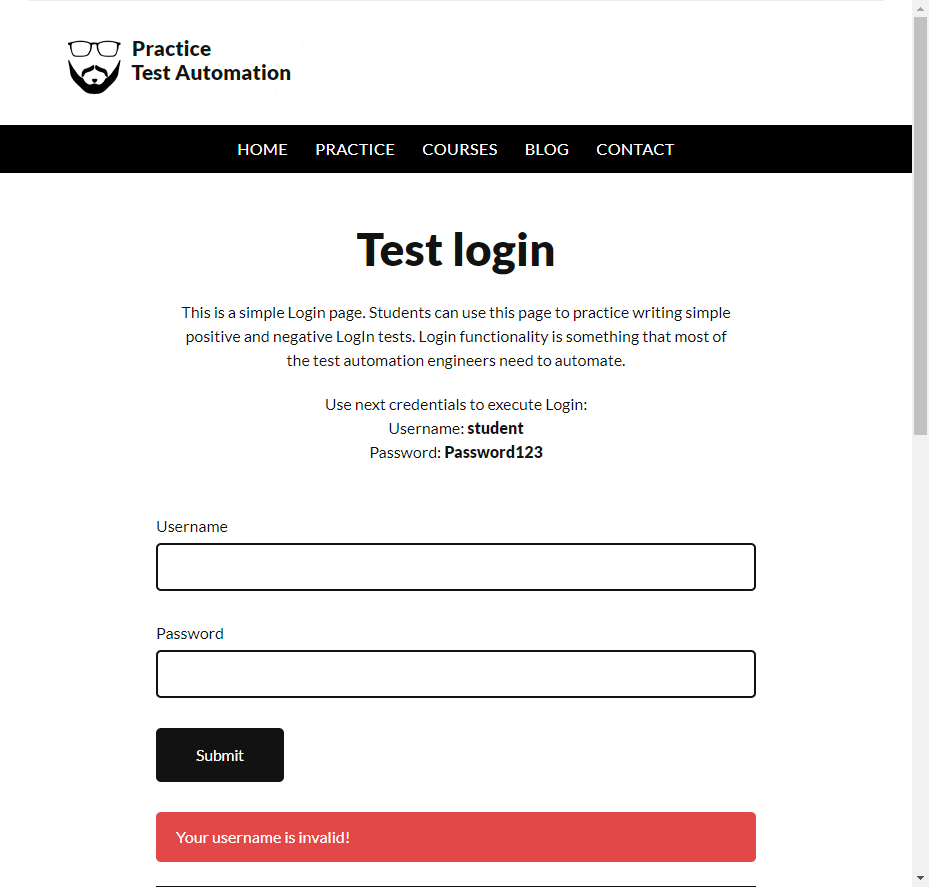 Practice
Test Automation
HOME PRACTICE COURSES BLOG CONTACT
Test login
This is a simple Login page. Students can use this page to practice writing simple
positive and negative LogIn tests. Login functionality is something that most of
the test automation engineers need to automate.
Use next credentials to execute Login:
Username: student
Password: Password123
Username
Password
Submit
Your username is invalid!